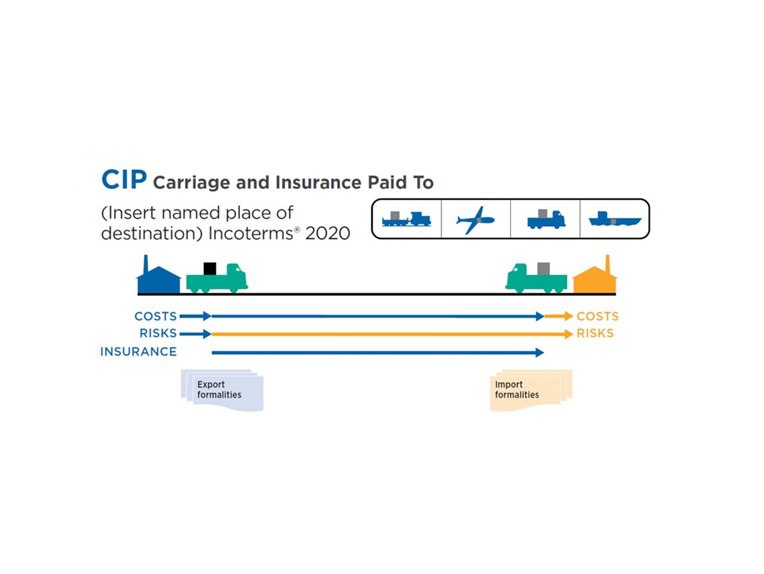 CIP Carriage and Insurance Paid To
(Insert named place of
destination) Incoterms® 2020
COSTS COSTS
RISKS RISKS
INSURANCE
Export
formalities
Import
formalities